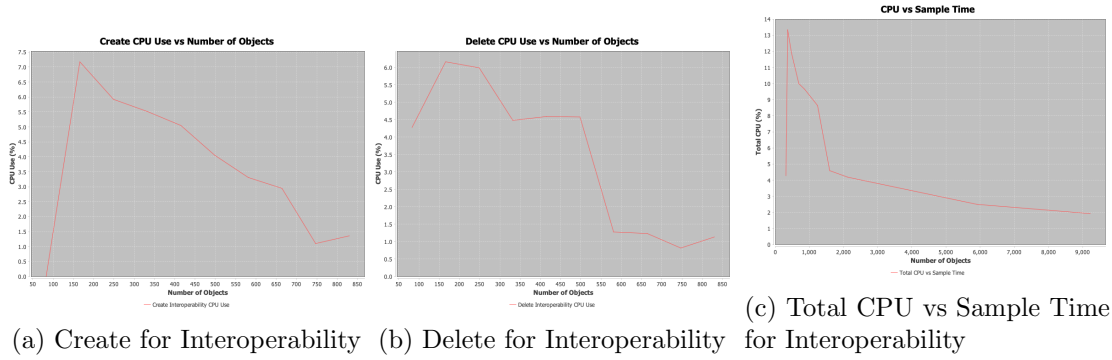 Create CPU Use vs Number of Objects
CPU Use (%)
7.5
7.0
6.5
6.0
5.5
5.0
4.5
4.0
3.5
3.0
2.5
2.0
1.5
1.0
0.5
0.0
50 100 150 200 250 300 350 400 450 500 550 600 650 700 750 800 850
Number of Objects
Create Interoperability CPU Use
(a) Create for Interoperability
Delete CPU Use vs Number of Objects
CPU Use (%)
6.0
5.5
5.0
4.5
4.0
3.5
3.0
2.5
2.0
1.5
1.0
0.5
0.0
50 100 150 200 250 300 350 400 450 500 550 600 650 700 750 800 850
Number of Objects
Delete Interoperability CPU Use
(b) Delete for Interoperability
CPU vs Sample Time
Total CPU (%)
14
13
12
11
10
9
8
7
6
5
4
3
2
1
0
0 1,000 2,000 3,000 4,000 5,000 6,000 7,000 8,000 9,000
Number of Objects
Total CPU vs Sample Time
(c) Total CPU vs Sample Time
for Interoperability